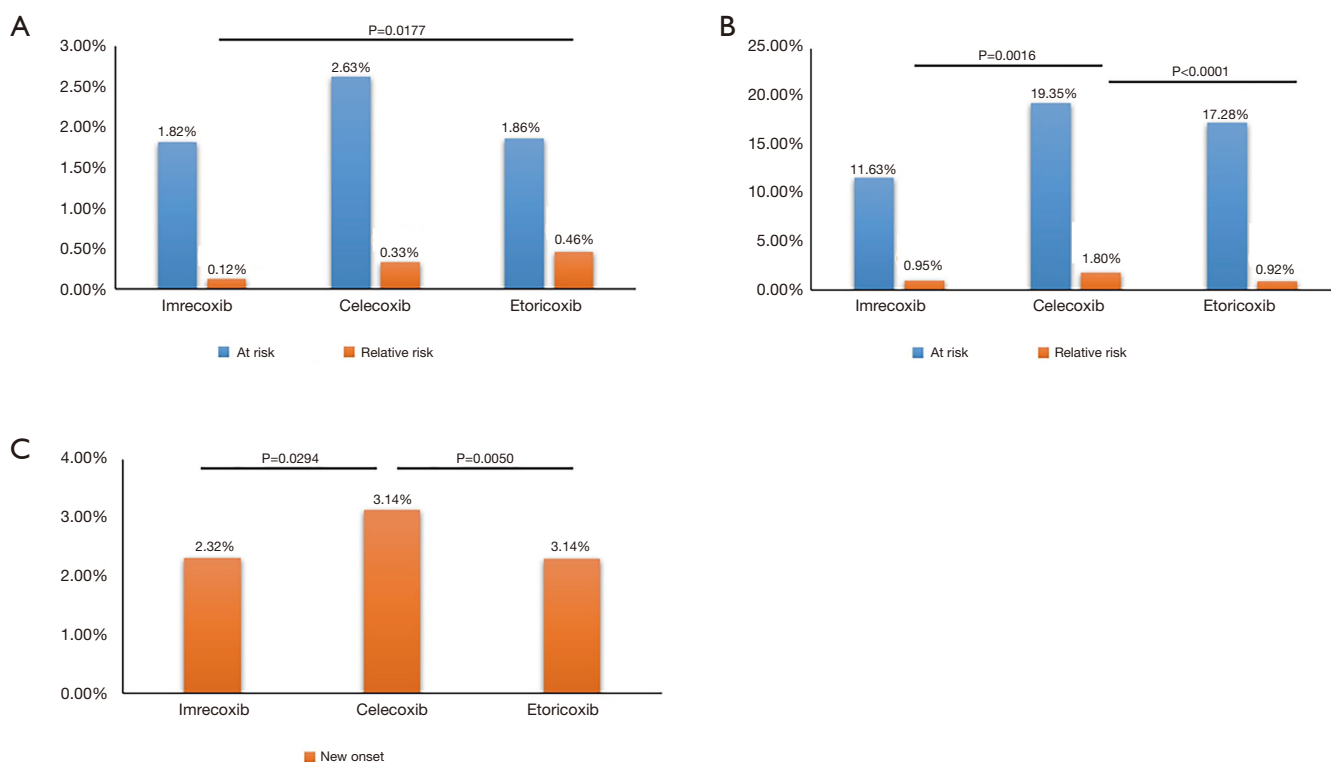 A
P=0.0177
3.00%
2.50%
2.00%
1.50%
1.00%
0.50%
0.00%
1.82%
0.12%
2.63%
0.33%
1.86%
0.46%
Imrecoxib Celecoxib Etoricoxib
At risk Relative risk
B
P=0.0016
P<0.0001
25.00%
20.00%
15.00%
10.00%
5.00%
0.00%
11.63%
0.95%
19.35%
1.80%
17.28%
0.92%
Imrecoxib Celecoxib Etoricoxib
At risk Relative risk
C
P=0.0294 P=0.0050
4.00%
3.00%
2.00%
1.00%
0.00%
2.32%
3.14%
3.14%
Imrecoxib Celecoxib Etoricoxib
New onset